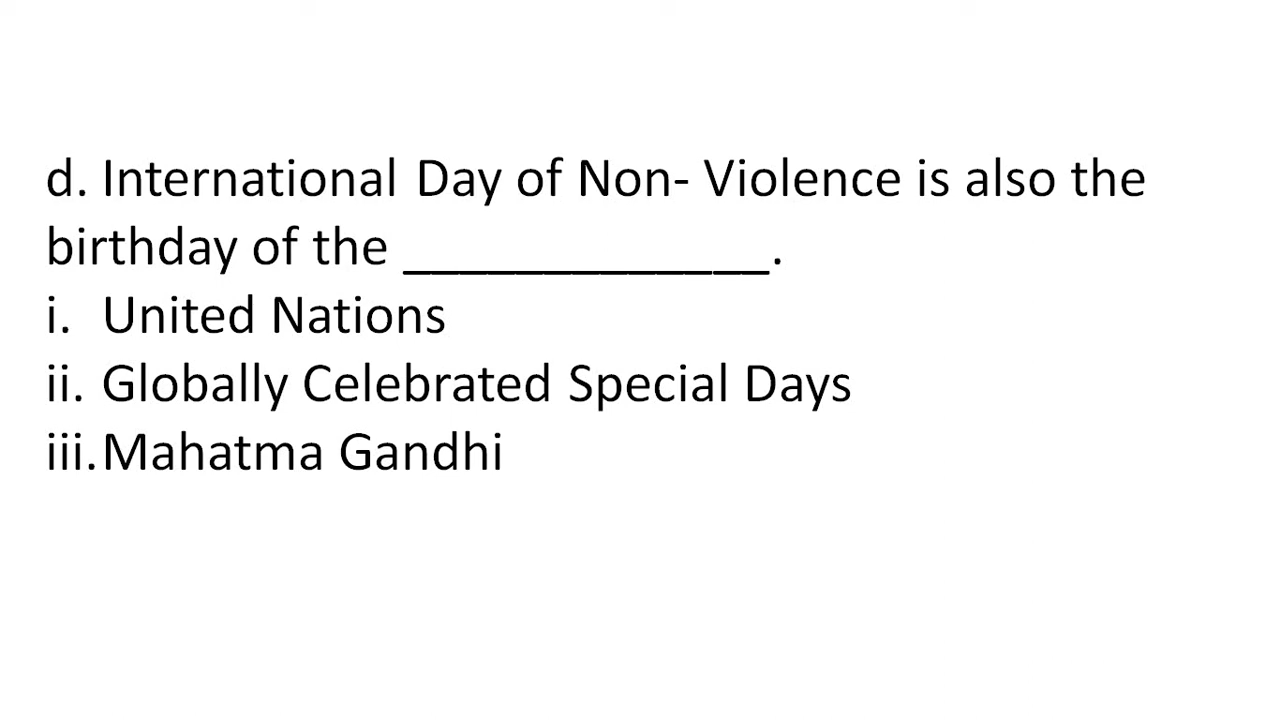 d. International Day of Non- Violence is also the
birthday of the ______________.
i. United Nations
ii. Globally Celebrated Special Days
iii. Mahatma Gandhi